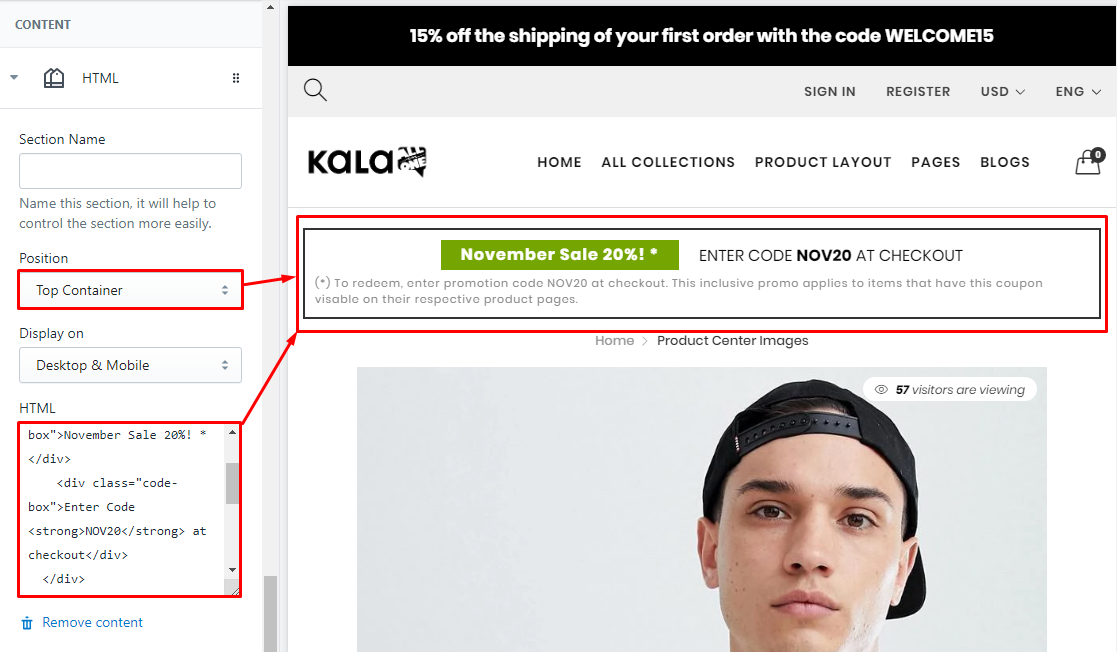 CONTENT
HTML
Section Name
Name this section, it will help to
control the section more easily.
Position
Top Container
Display on
Desktop & Mobile
HTML
box">November Sale 20%! *
</div>
<div class="code-
box">Enter Code
<strong>NOV20</strong> at
checkout</div>
</div>
Remove content
15% off the shipping of your first order with the code WELCOME15
SIGN IN REGISTER USD ENG
KALA ONE
HOME ALL COLLECTIONS PRODUCT LAYOUT PAGES BLOGS 0
November Sale 20%! * ENTER CODE NOV20 AT CHECKOUT
(*) To redeem, enter promotion code NOV20 at checkout. This inclusive promo applies to items that have this coupon
visable on their respective product pages.
Home > Product Center Images
57 visitors are viewing